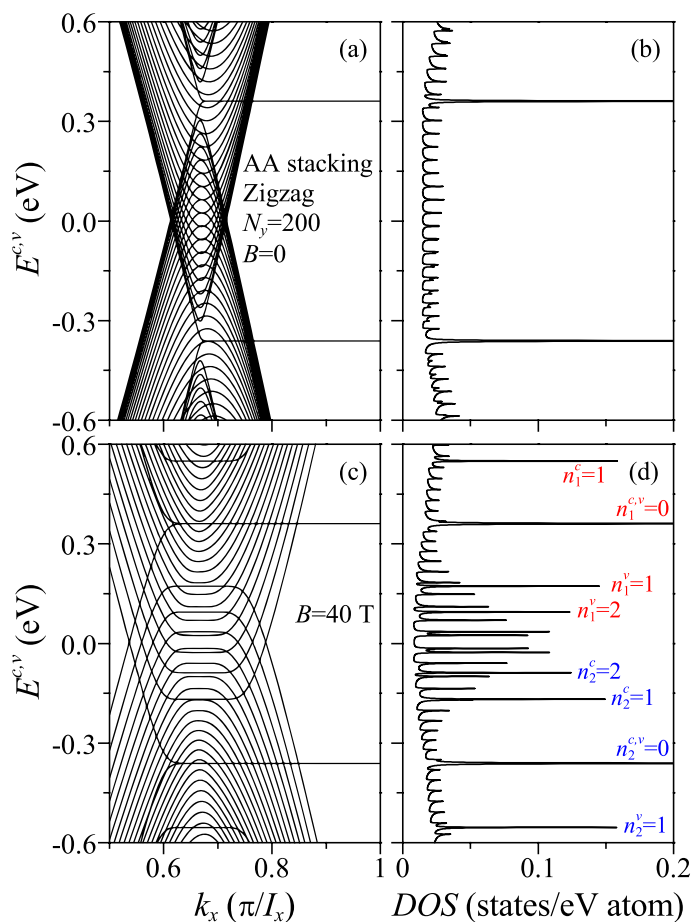 0.6
(a)
(b)
0.3
AA stacking
Zigzag
N_y=200
B=0
0.0
E^{c,v} (eV)
-0.3
-0.6
0.6
(c)
(d)
n_1^c=1
n_1^{c,v}=0
0.3
n_1^v=1
B=40 T
n_1^v=2
0.0
E^{c,v} (eV)
n_2^c=2
n_2^c=1
-0.3
n_2^{c,v}=0
n_2^v=1
-0.6
0.6 0.8 1
0 0.1 0.2
k_x (π/I_x)
DOS (states/eV atom)